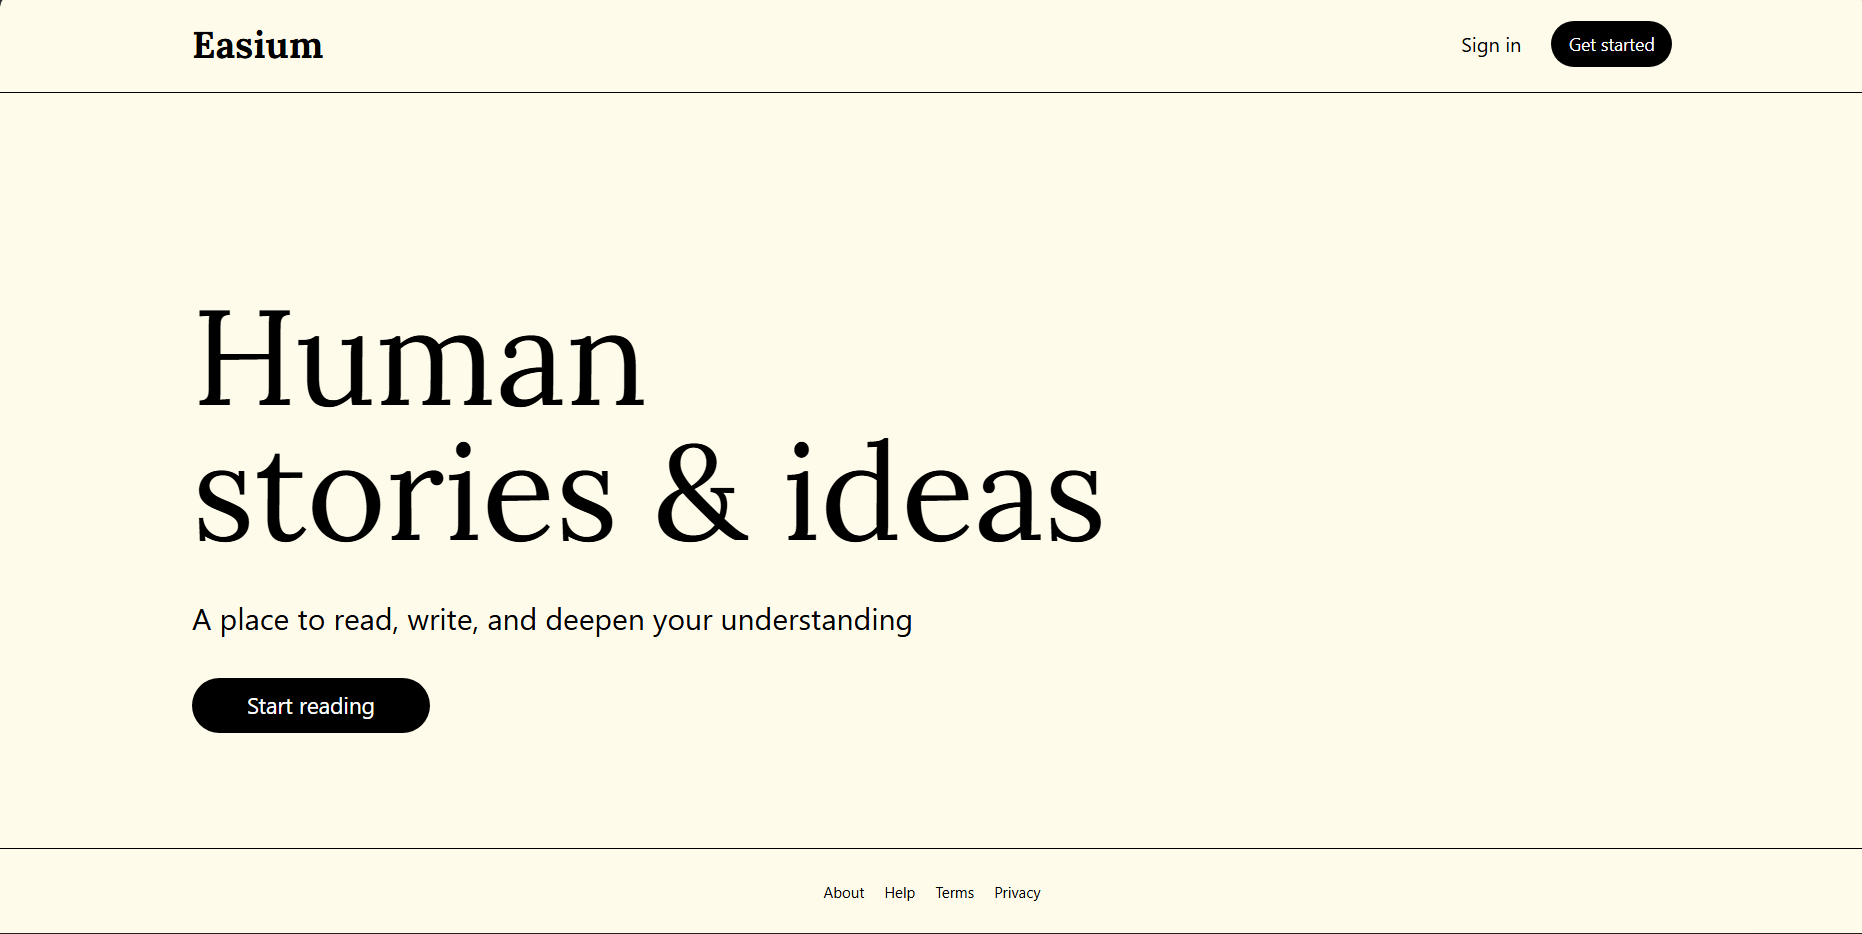 Easium
Sign in
Get started
Human
stories & ideas
A place to read, write, and deepen your understanding
Start reading
About Help Terms Privacy